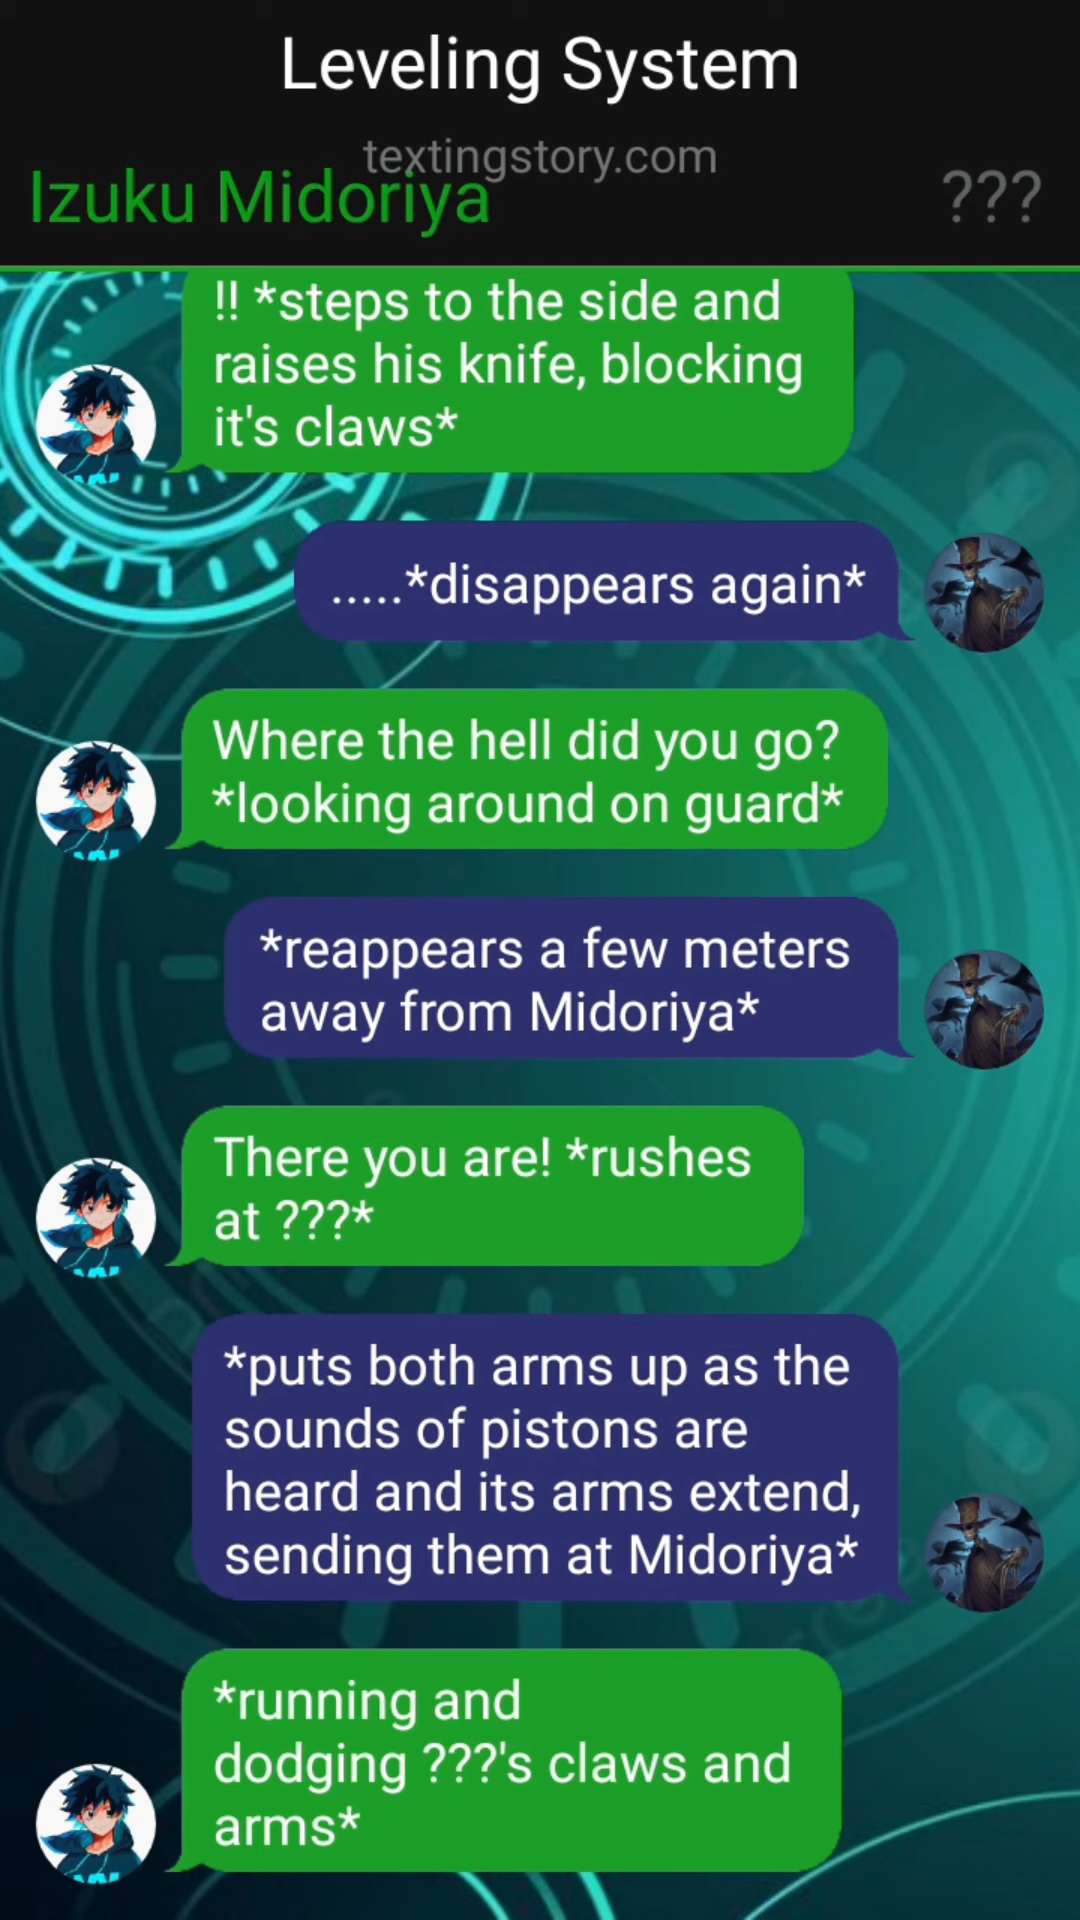 Leveling System
textingstory.com
Izuku Midoriya
???
!! *steps to the side and
raises his knife, blocking
it's claws*
.....*disappears again*
Where the hell did you go?
*looking around on guard*
*reappears a few meters
away from Midoriya*
There you are! *rushes
at ???*
*puts both arms up as the
sounds of pistons are
heard and its arms extend,
sending them at Midoriya*
*running and
dodging ???'s claws and
arms*